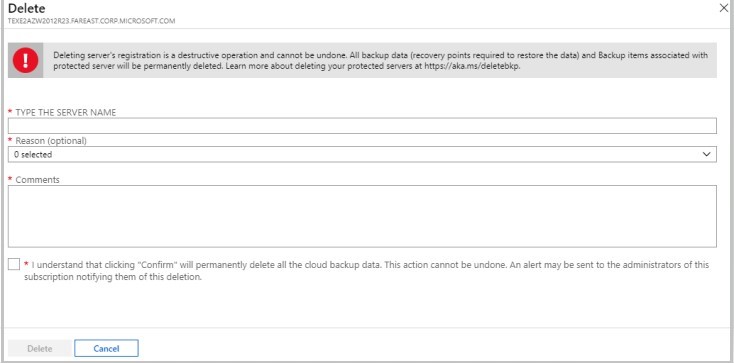 Delete
TEXE2AZW2012R23.FAREAST.CORP.MICROSOFT.COM
Deleting server's registration is a destructive operation and cannot be undone. All backup data (recovery points required to restore the data) and Backup items associated with
protected server will be permanently deleted. Learn more about deleting your protected servers at https://aka.ms/deletebkp.
* TYPE THE SERVER NAME
* Reason (optional)
0 selected
* Comments
* I understand that clicking "Confirm" will permanently delete all the cloud backup data. This action cannot be undone. An alert may be sent to the administrators of this
subscription notifying them of this deletion.
Delete Cancel